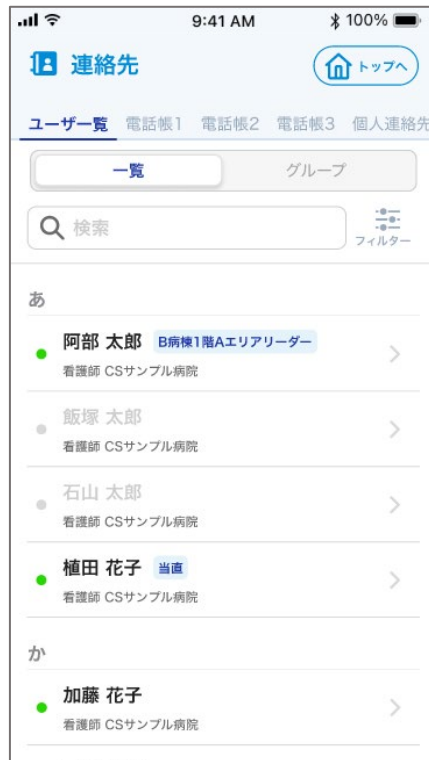 9:41 AM 100%
連絡先 トップへ
ユーザ一覧 電話帳1 電話帳2 電話帳3 個人連絡先
一覧 グループ
検索 フィルター
あ
阿部 太郎 B病棟1階Aエリアリーダー
看護師 CSサンプル病院
飯塚 太郎
看護師 CSサンプル病院
石山 太郎
看護師 CSサンプル病院
植田 花子 当直
看護師 CSサンプル病院
か
加藤 花子
看護師 CSサンプル病院